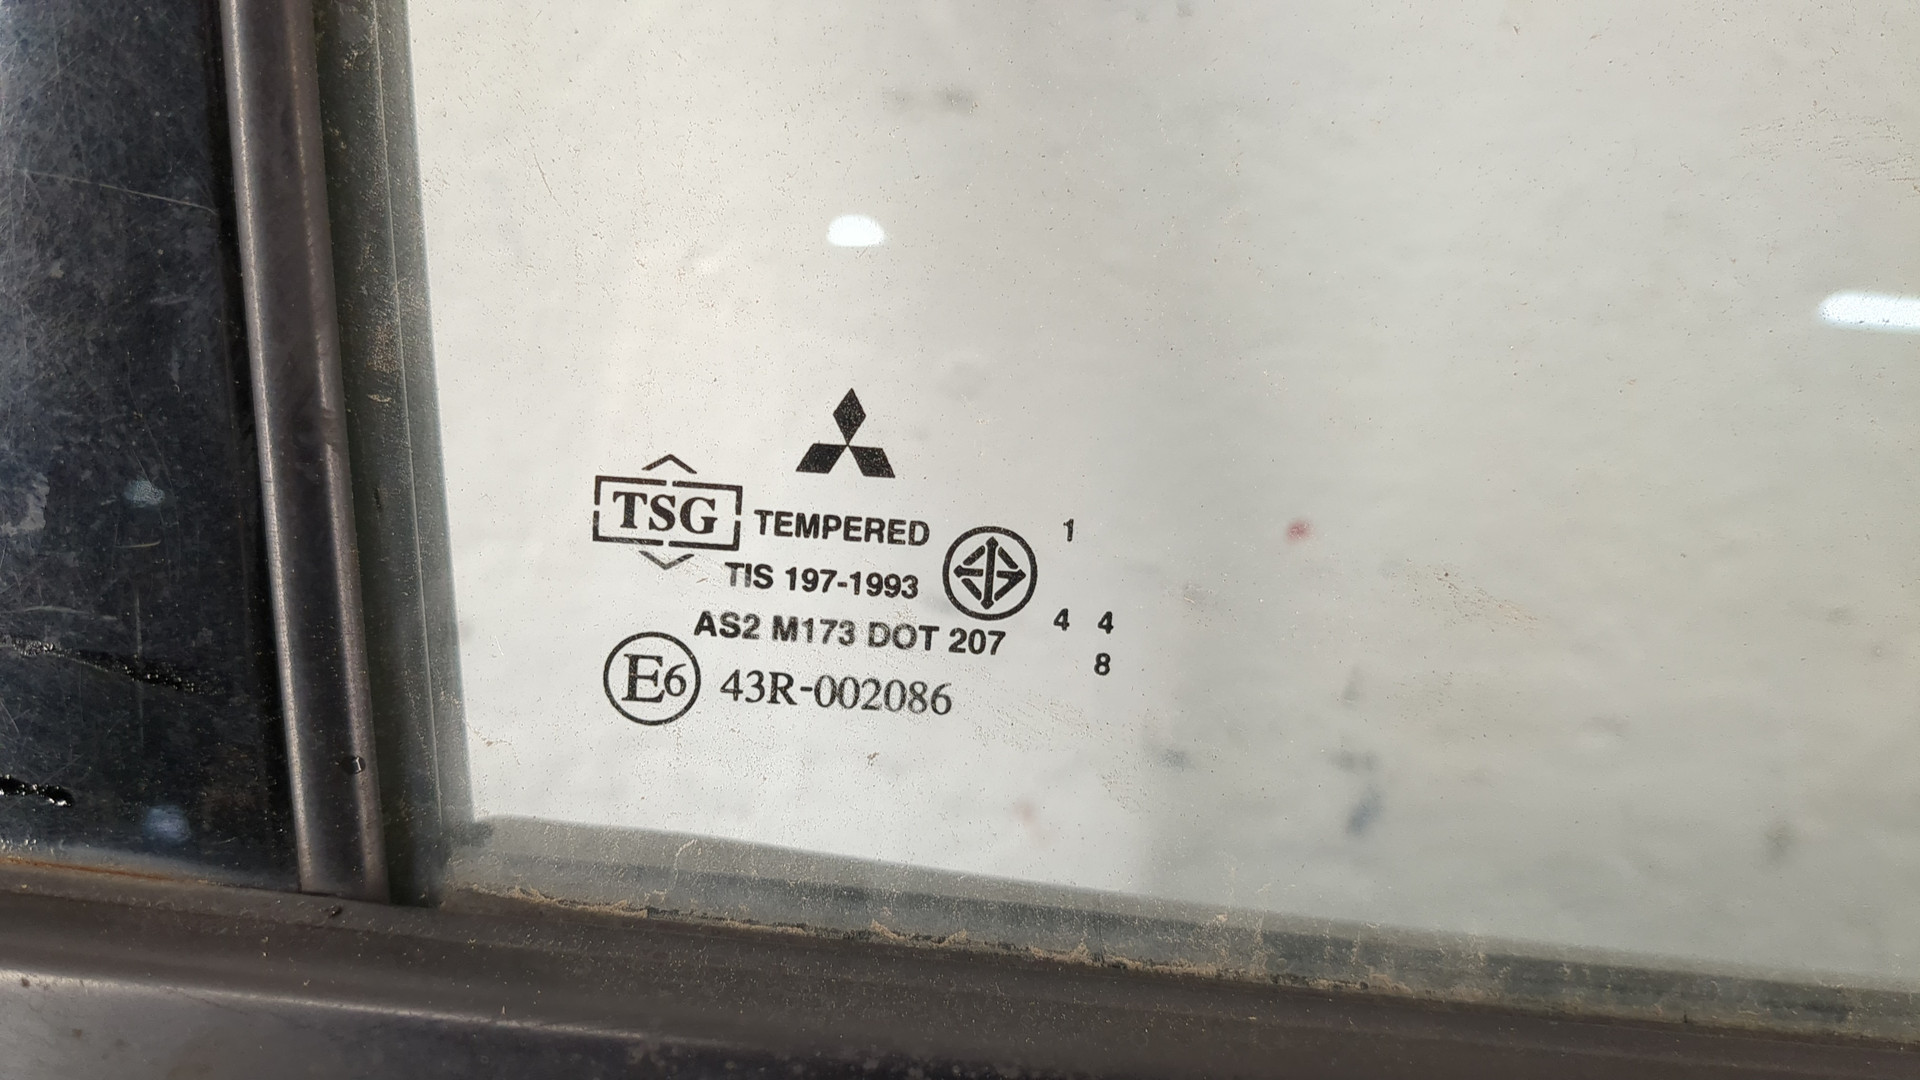 TSG TEMPERED
TIS 197-1993
AS2 M173 DOT 207
E6 43R-002086
1
4 4
8